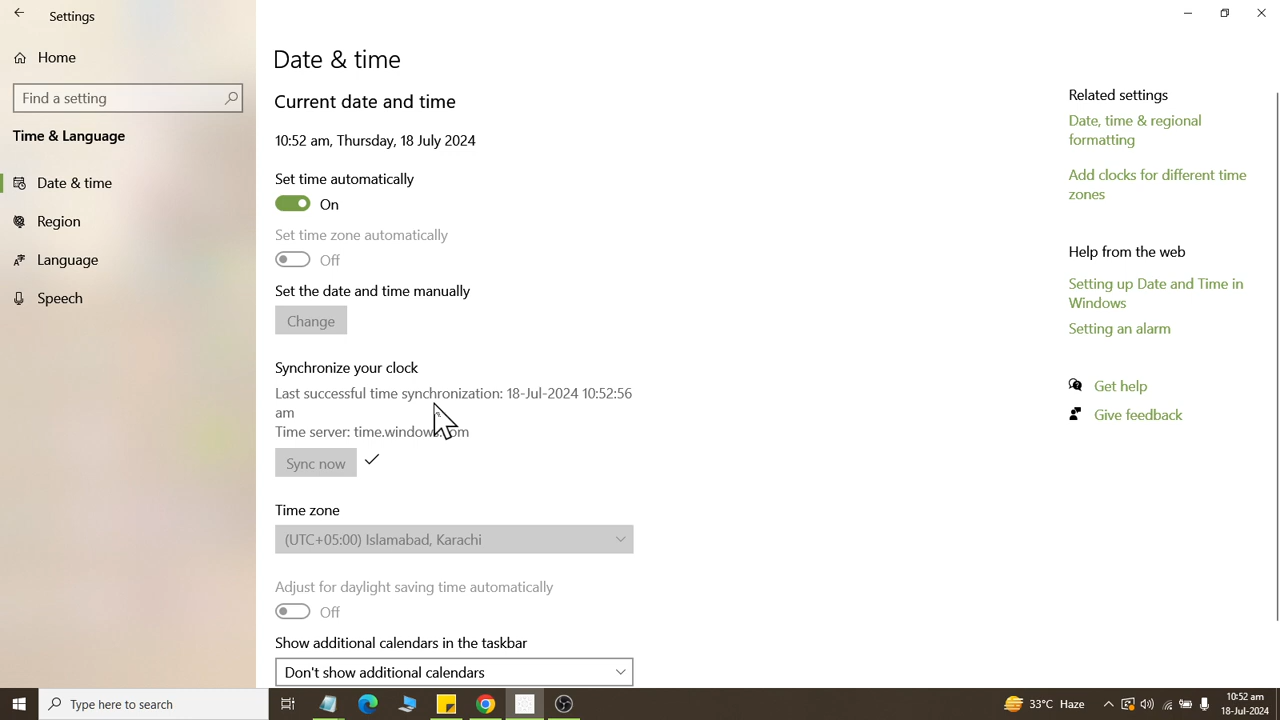 Settings
Home
Find a setting
Time & Language
Date & time
Region
Language
Speech
Date & time
Current date and time
10:52 am, Thursday, 18 July 2024
Set time automatically
On
Set time zone automatically
Off
Set the date and time manually
Change
Synchronize your clock
Last successful time synchronization: 18-Jul-2024 10:52:56
am
Time server: time.windows.com
Sync now
Time zone
(UTC+05:00) Islamabad, Karachi
Adjust for daylight saving time automatically
Off
Show additional calendars in the taskbar
Don't show additional calendars
Related settings
Date, time & regional
formatting
Add clocks for different time
zones
Help from the web
Setting up Date and Time in
Windows
Setting an alarm
Get help
Give feedback
Type here to search
33°C Haze
10:52 am
18-Jul-2024